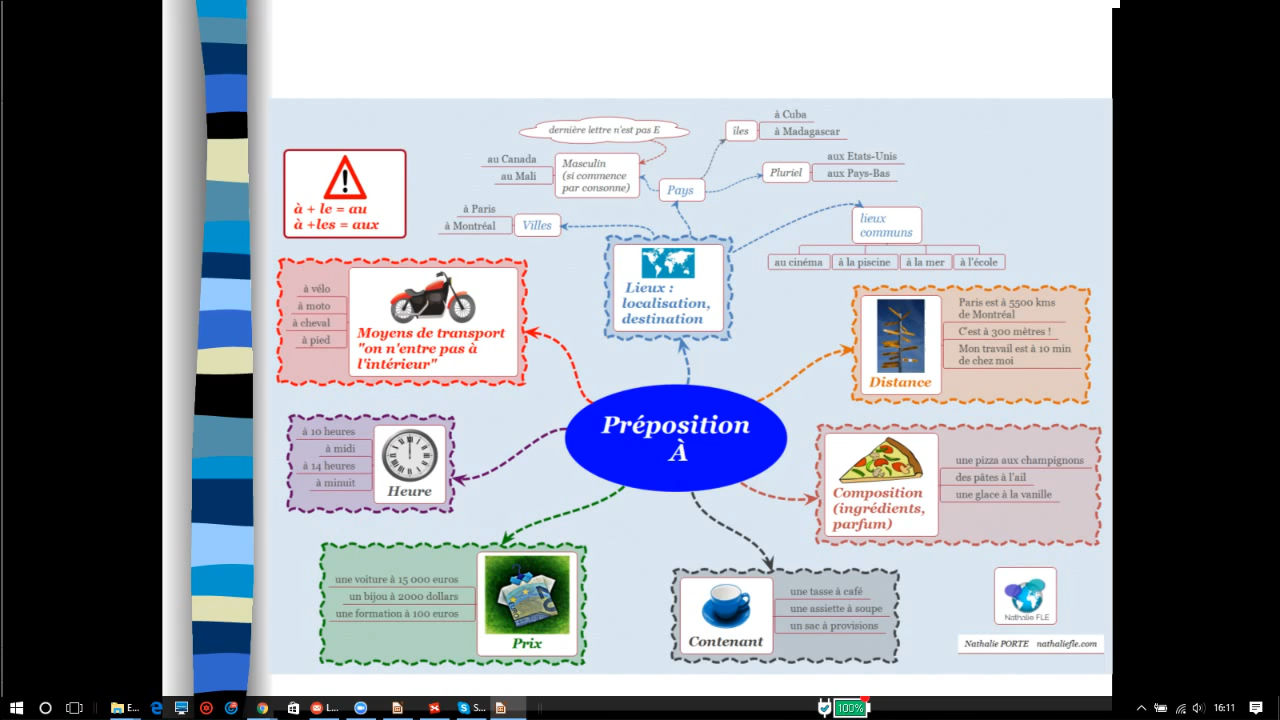 dernière lettre n'est pas E
îles
à Cuba
à Madagascar
au Canada
au Mali
Masculin
(si commence
par consonne)
Pays
Pluriel
aux Etats-Unis
aux Pays-Bas
à + le = au
à +les = aux
à Paris
à Montréal
Villes
lieux
communs
au cinéma
à la piscine
à la mer
à l'école
Lieux :
localisation,
destination
à vélo
à moto
à cheval
à pied
Moyens de transport
"on n'entre pas à
l'intérieur"
Distance
Paris est à 5500 kms
de Montréal
C'est à 300 mètres !
Mon travail est à 10 min
de chez moi
Préposition
À
à 10 heures
à midi
à 14 heures
à minuit
Heure
Composition
(ingrédients,
parfum)
une pizza aux champignons
des pâtes à l'ail
une glace à la vanille
une voiture à 15 000 euros
un bijou à 2000 dollars
une formation à 100 euros
Prix
Contenant
une tasse à café
une assiette à soupe
un sac à provisions
Nathalie FLE
Nathalie PORTE nathaliefle.com
E...
L...
S...
100%
16:11